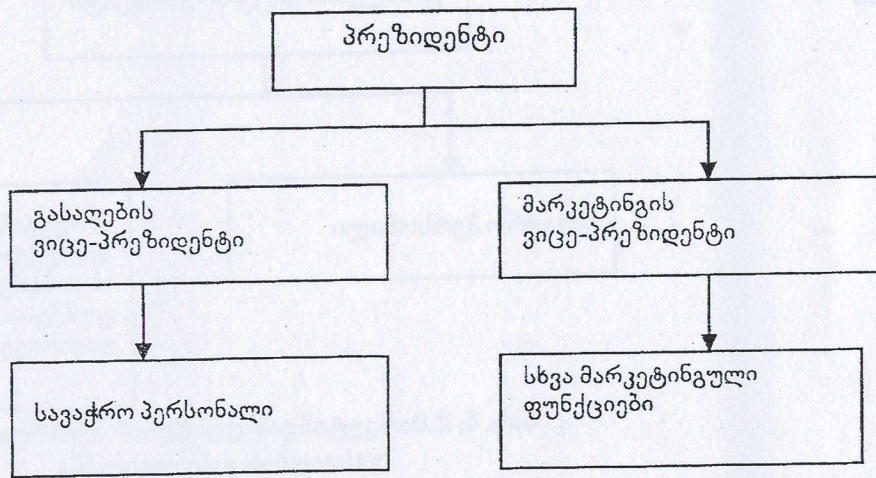 პრეზიდენტი
გასაღების
ვიცე-პრეზიდენტი
მარკეტინგის
ვიცე-პრეზიდენტი
სავაჭრო პერსონალი
სხვა მარკეტინგული
ფუნქციები